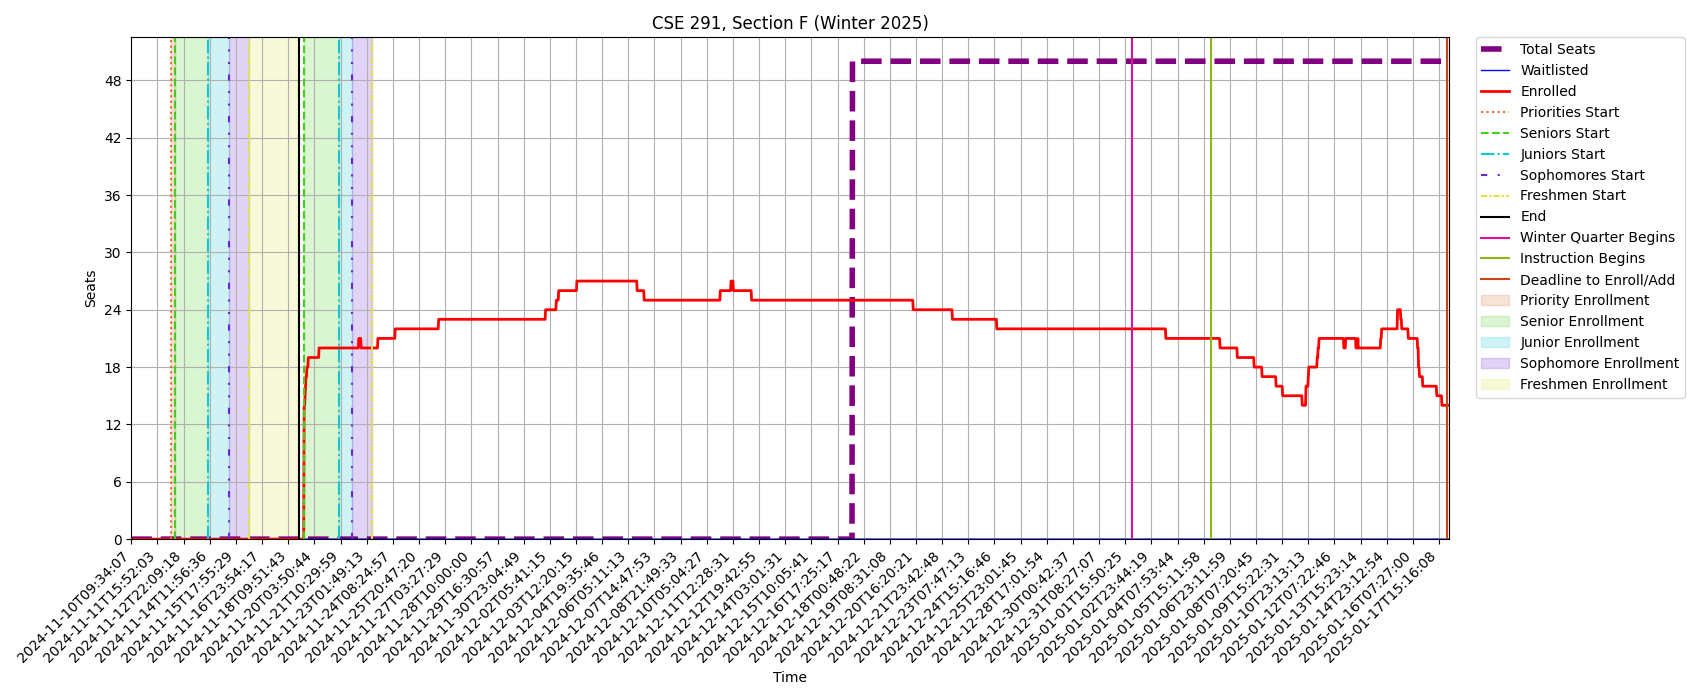 CSE 291, Section F (Winter 2025)
Seats
48
42
36
30
24
18
12
6
0
2024-11-10T09:34:07
2024-11-11T15:52:03
2024-11-12T22:09:18
2024-11-14T11:56:36
2024-11-15T17:55:29
2024-11-16T23:54:17
2024-11-18T09:51:43
2024-11-20T03:50:44
2024-11-21T10:29:59
2024-11-23T01:49:13
2024-11-24T08:24:57
2024-11-25T20:47:20
2024-11-27T03:27:29
2024-11-28T10:00:00
2024-11-29T16:30:57
2024-11-30T23:04:49
2024-12-02T05:41:15
2024-12-03T12:20:15
2024-12-04T19:35:46
2024-12-06T05:11:13
2024-12-07T14:47:53
2024-12-08T21:49:33
2024-12-10T05:04:27
2024-12-11T12:28:31
2024-12-12T19:42:55
2024-12-14T03:01:31
2024-12-15T10:05:41
2024-12-16T17:25:17
2024-12-18T00:48:22
2024-12-19T08:31:08
2024-12-20T16:20:21
2024-12-21T23:42:48
2024-12-23T07:47:13
2024-12-24T15:16:46
2024-12-25T23:01:45
2024-12-28T17:01:54
2024-12-30T00:42:37
2024-12-31T08:27:07
2025-01-01T15:50:25
2025-01-02T23:44:19
2025-01-04T07:53:44
2025-01-05T15:11:58
2025-01-06T23:11:59
2025-01-08T07:20:45
2025-01-09T15:22:31
2025-01-10T23:13:13
2025-01-12T07:22:46
2025-01-13T15:23:14
2025-01-14T23:12:54
2025-01-16T07:27:00
2025-01-17T15:16:08
Time
Total Seats
Waitlisted
Enrolled
Priorities Start
Seniors Start
Juniors Start
Sophomores Start
Freshmen Start
End
Winter Quarter Begins
Instruction Begins
Deadline to Enroll/Add
Priority Enrollment
Senior Enrollment
Junior Enrollment
Sophomore Enrollment
Freshmen Enrollment